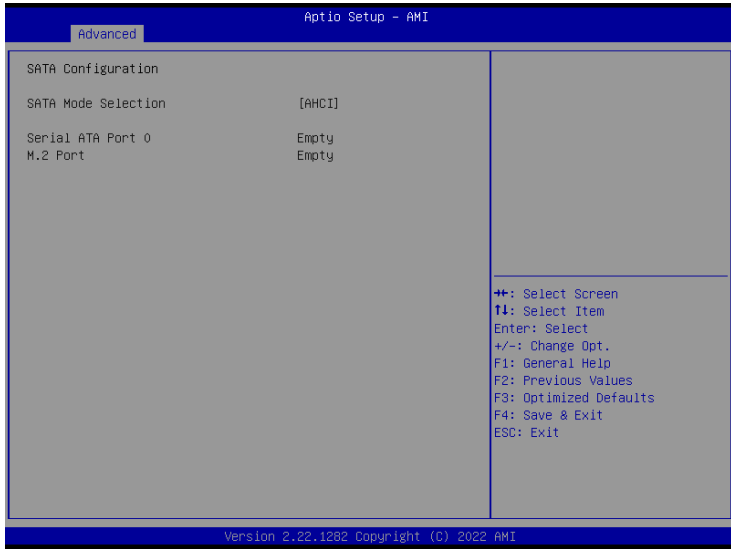 Aptio Setup – AMI
Advanced
SATA Configuration
SATA Mode Selection [AHCI]
Serial ATA Port 0 Empty
M.2 Port Empty
→←: Select Screen
↑↓: Select Item
Enter: Select
+/-: Change Opt.
F1: General Help
F2: Previous Values
F3: Optimized Defaults
F4: Save & Exit
ESC: Exit
Version 2.22.1282 Copyright (C) 2022 AMI